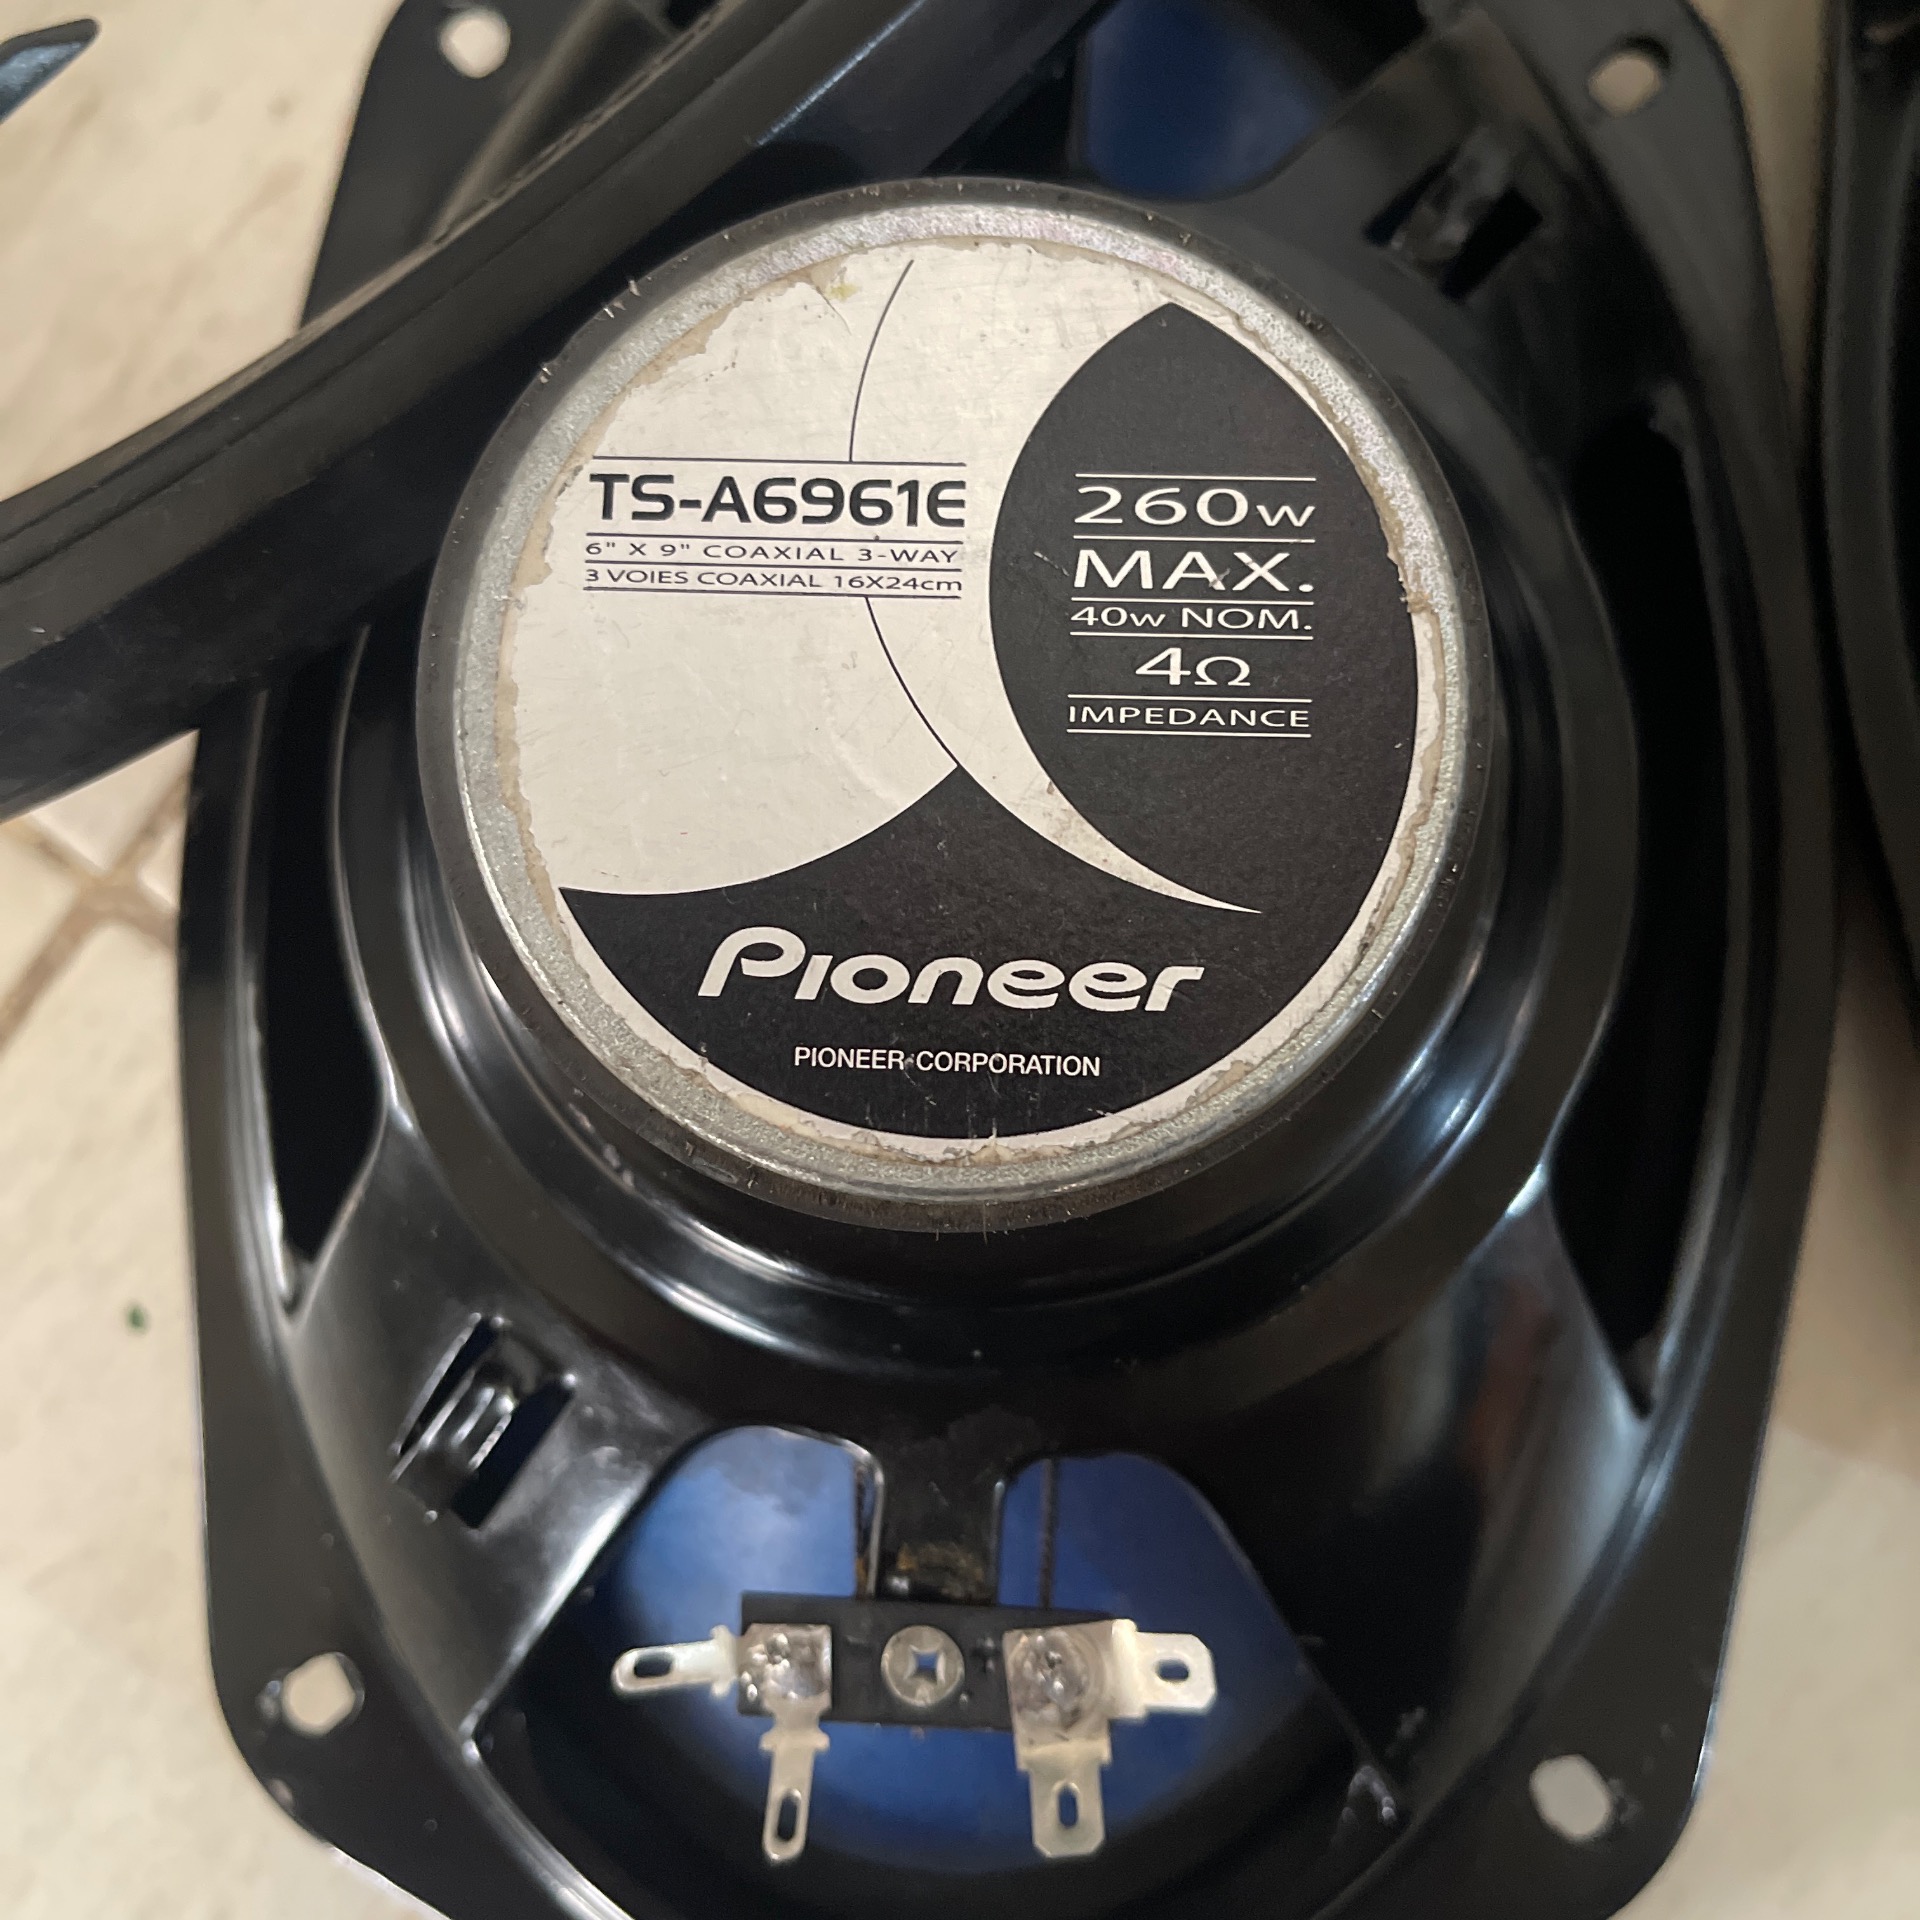 TS-A6961E
6" X 9" COAXIAL 3-WAY
3 VOIES COAXIAL 16X24cm
260w
MAX.
40w NOM.
4Ω
IMPEDANCE
Pioneer
PIONEER CORPORATION